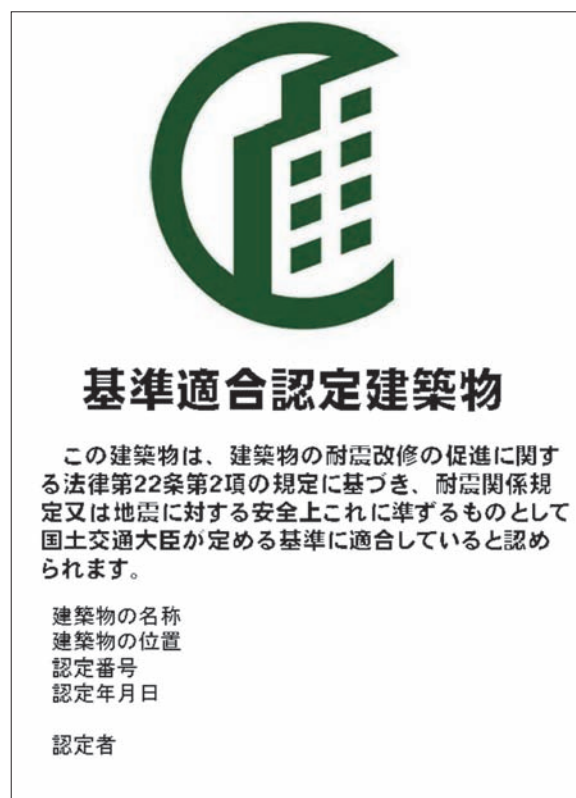 基準適合認定建築物
この建築物は、建築物の耐震改修の促進に関す
る法律第22条第2項の規定に基づき、耐震関係規
定又は地震に対する安全上これに準ずるものとして
国土交通大臣が定める基準に適合していると認め
られます。
建築物の名称
建築物の位置
認定番号
認定年月日
認定者